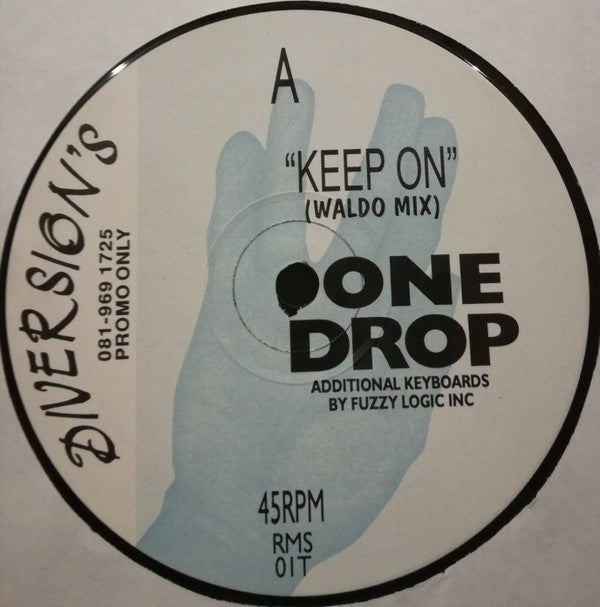 A
"KEEP ON"
(WALDO MIX)
ONE
DROP
ADDITIONAL KEYBOARDS
BY FUZZY LOGIC INC
45RPM
RMS
01T
DIVERSION'S
081-969 1725
PROMO ONLY